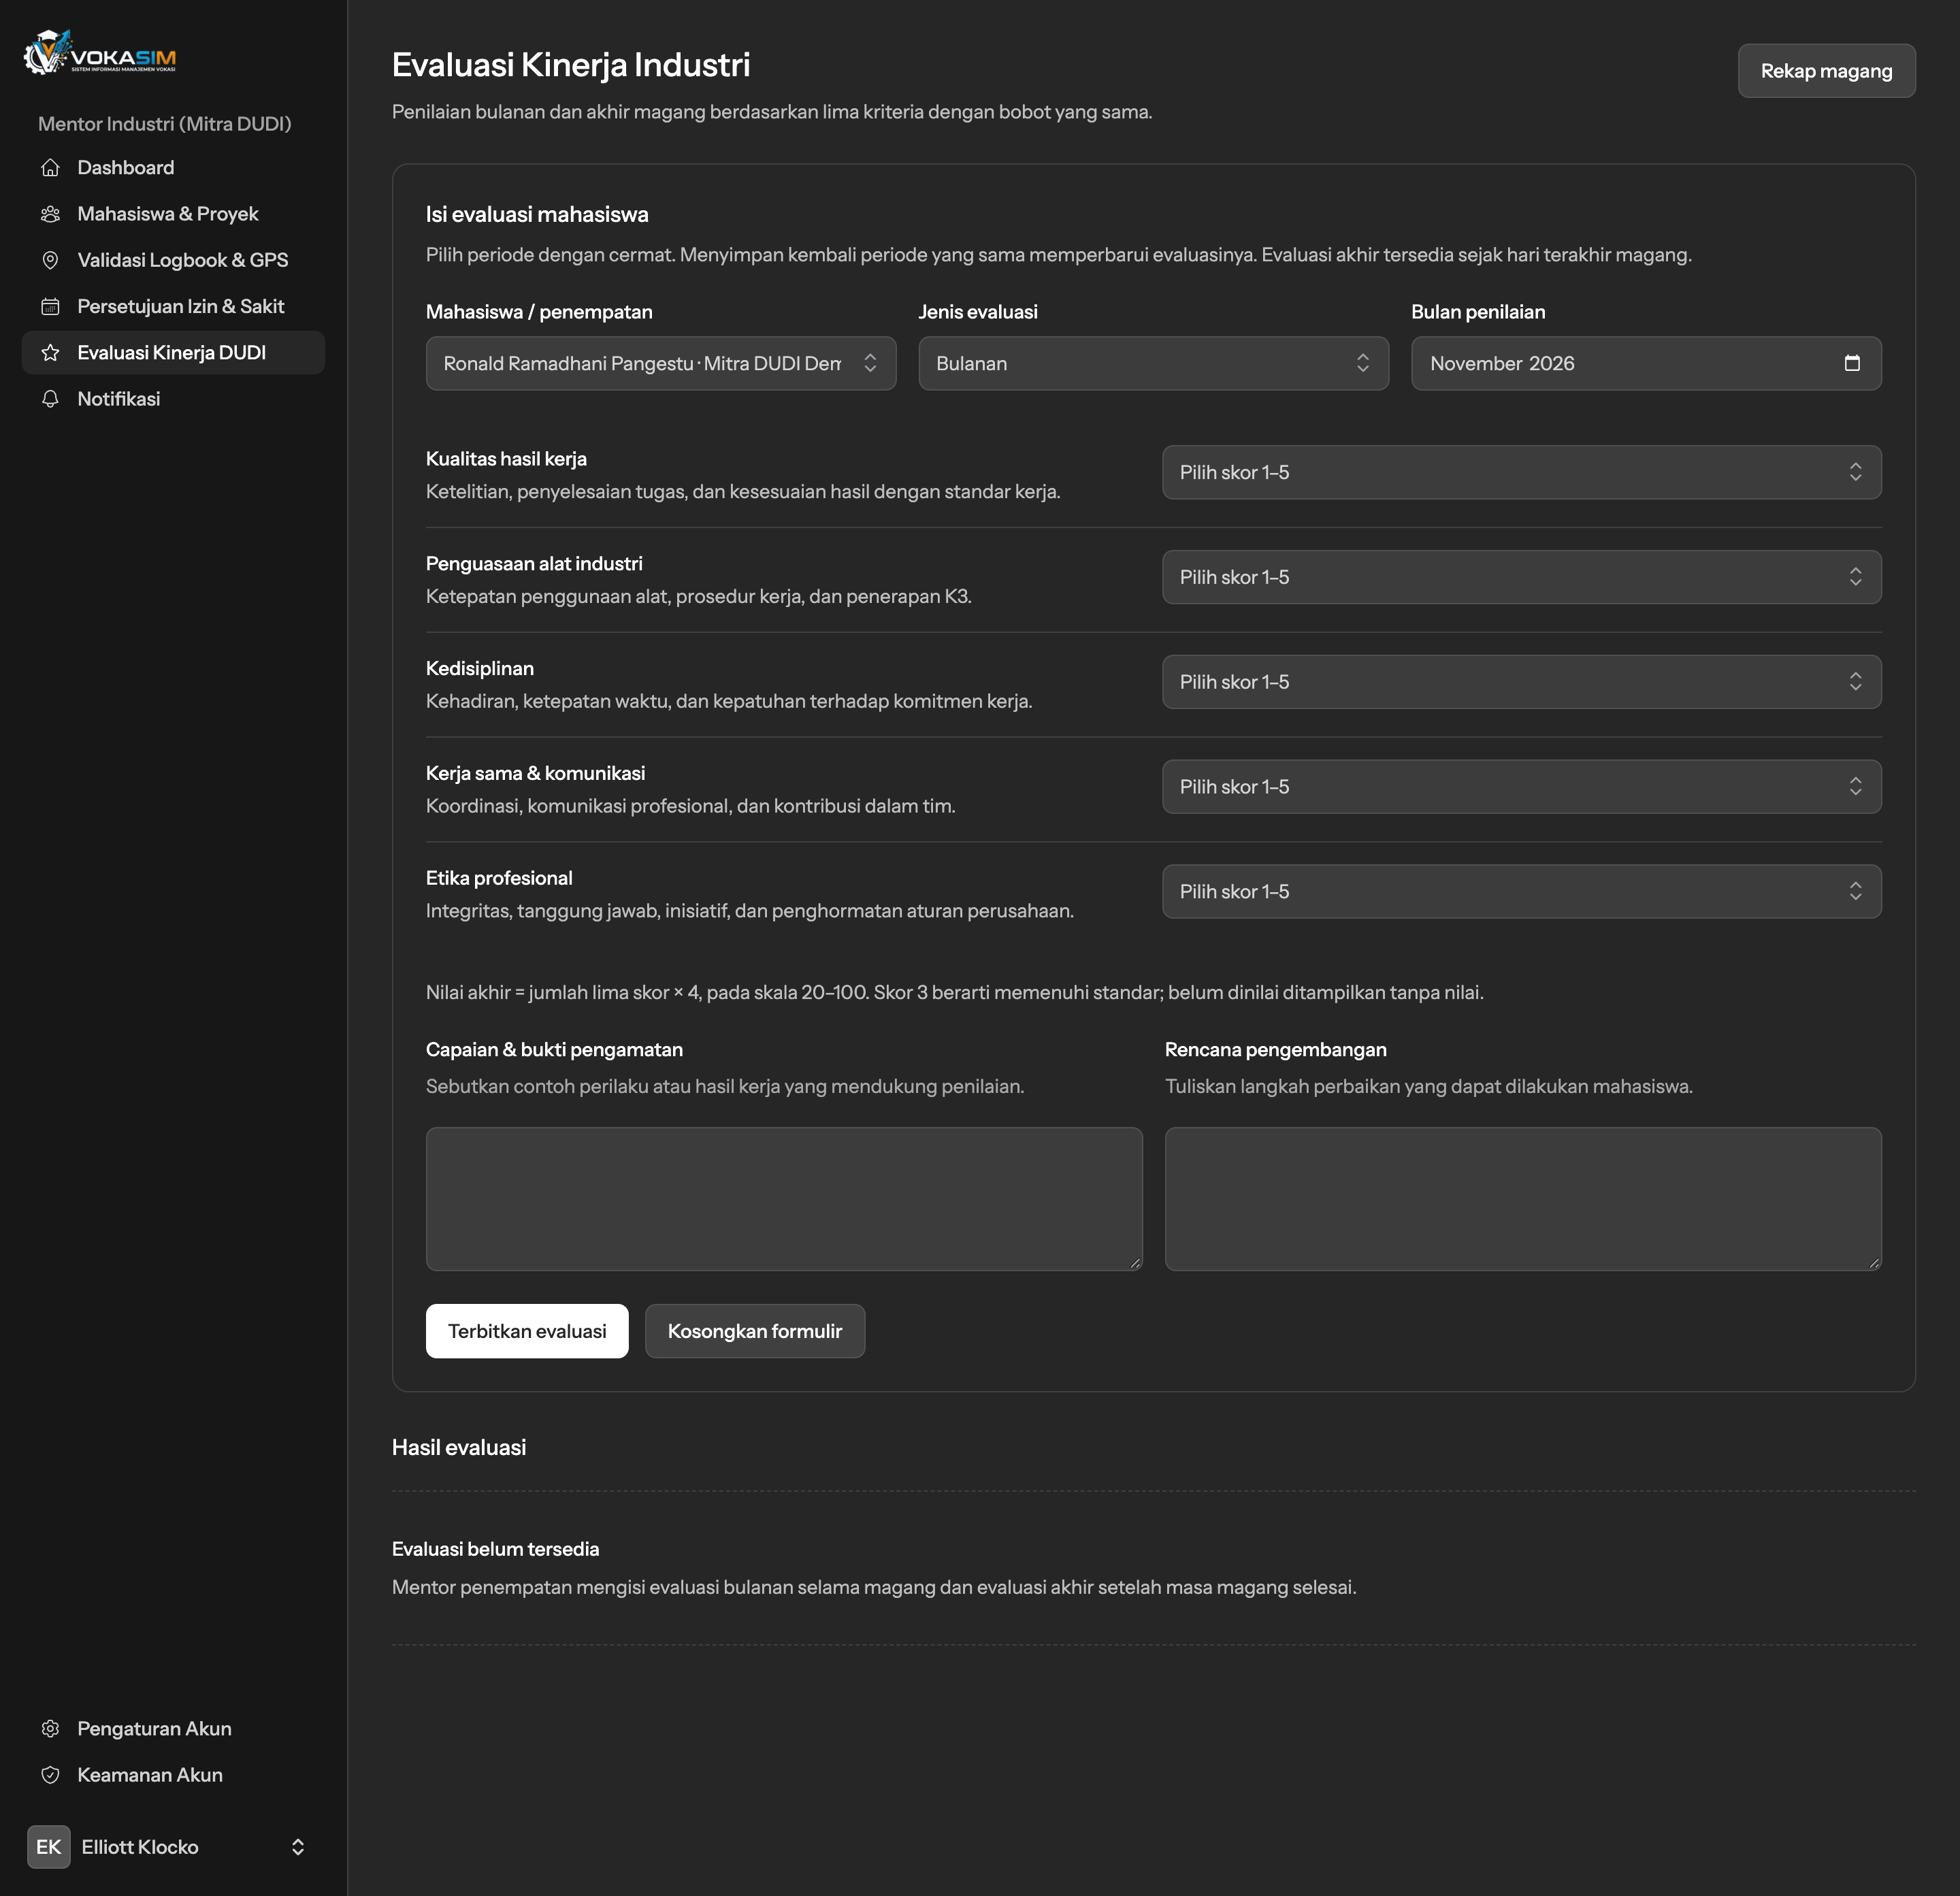 VOKASIM
SISTEM INFORMASI MANAJEMEN VOKASI
Mentor Industri (Mitra DUDI)
Dashboard
Mahasiswa & Proyek
Validasi Logbook & GPS
Persetujuan Izin & Sakit
Evaluasi Kinerja DUDI
Notifikasi
Pengaturan Akun
Keamanan Akun
EK
Elliott Klocko
Evaluasi Kinerja Industri
Rekap magang
Penilaian bulanan dan akhir magang berdasarkan lima kriteria dengan bobot yang sama.
Isi evaluasi mahasiswa
Pilih periode dengan cermat. Menyimpan kembali periode yang sama memperbarui evaluasinya. Evaluasi akhir tersedia sejak hari terakhir magang.
Mahasiswa / penempatan
Jenis evaluasi
Bulan penilaian
Ronald Ramadhani Pangestu · Mitra DUDI Dem
Bulanan
November 2026
Kualitas hasil kerja
Ketelitian, penyelesaian tugas, dan kesesuaian hasil dengan standar kerja.
Pilih skor 1–5
Penguasaan alat industri
Ketepatan penggunaan alat, prosedur kerja, dan penerapan K3.
Pilih skor 1–5
Kedisiplinan
Kehadiran, ketepatan waktu, dan kepatuhan terhadap komitmen kerja.
Pilih skor 1–5
Kerja sama & komunikasi
Koordinasi, komunikasi profesional, dan kontribusi dalam tim.
Pilih skor 1–5
Etika profesional
Integritas, tanggung jawab, inisiatif, dan penghormatan aturan perusahaan.
Pilih skor 1–5
Nilai akhir = jumlah lima skor × 4, pada skala 20–100. Skor 3 berarti memenuhi standar; belum dinilai ditampilkan tanpa nilai.
Capaian & bukti pengamatan
Sebutkan contoh perilaku atau hasil kerja yang mendukung penilaian.
Rencana pengembangan
Tuliskan langkah perbaikan yang dapat dilakukan mahasiswa.
Terbitkan evaluasi
Kosongkan formulir
Hasil evaluasi
Evaluasi belum tersedia
Mentor penempatan mengisi evaluasi bulanan selama magang dan evaluasi akhir setelah masa magang selesai.